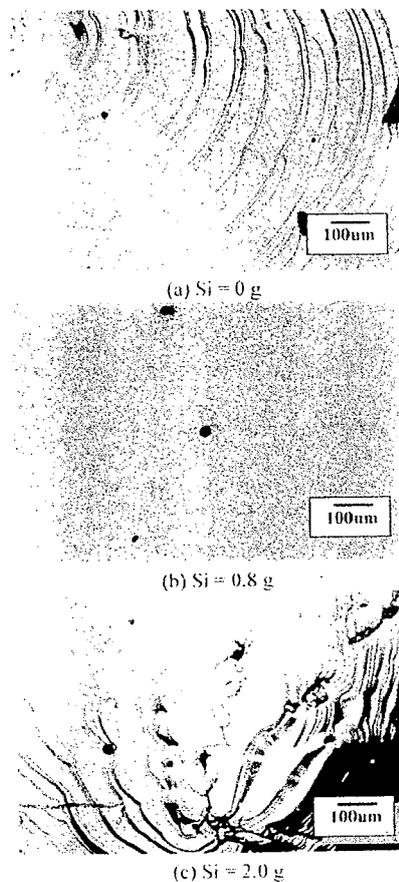 100um
(a) Si = 0 g
100um
(b) Si = 0.8 g
100um
(c) Si = 2.0 g